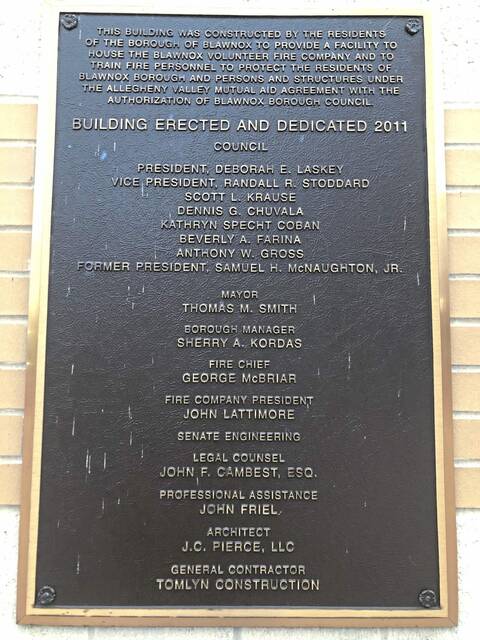 THIS BUILDING WAS CONSTRUCTED BY THE RESIDENTS
OF THE BOROUGH OF BLAWNOX TO PROVIDE A FACILITY TO
HOUSE THE BLAWNOX VOLUNTEER FIRE COMPANY AND TO
TRAIN FIRE PERSONNEL TO PROTECT THE RESIDENTS OF
BLAWNOX BOROUGH AND PERSONS AND STRUCTURES UNDER
THE ALLEGHENY VALLEY MUTUAL AID AGREEMENT WITH THE
AUTHORIZATION OF BLAWNOX BOROUGH COUNCIL.
BUILDING ERECTED AND DEDICATED 2011
COUNCIL
PRESIDENT, DEBORAH E. LASKEY
VICE PRESIDENT, RANDALL R. STODDARD
SCOTT L. KRAUSE
DENNIS G. CHUVALA
KATHRYN SPECHT COBAN
BEVERLY A. FARINA
ANTHONY W. GROSS
FORMER PRESIDENT, SAMUEL H. McNAUGHTON, JR.
MAYOR
THOMAS M. SMITH
BOROUGH MANAGER
SHERRY A. KORDAS
FIRE CHIEF
GEORGE McBRIAR
FIRE COMPANY PRESIDENT
JOHN LATTIMORE
SENATE ENGINEERING
LEGAL COUNSEL
JOHN F. CAMBEST, ESQ.
PROFESSIONAL ASSISTANCE
JOHN FRIEL
ARCHITECT
J.C. PIERCE, LLC
GENERAL CONTRACTOR
TOMLYN CONSTRUCTION